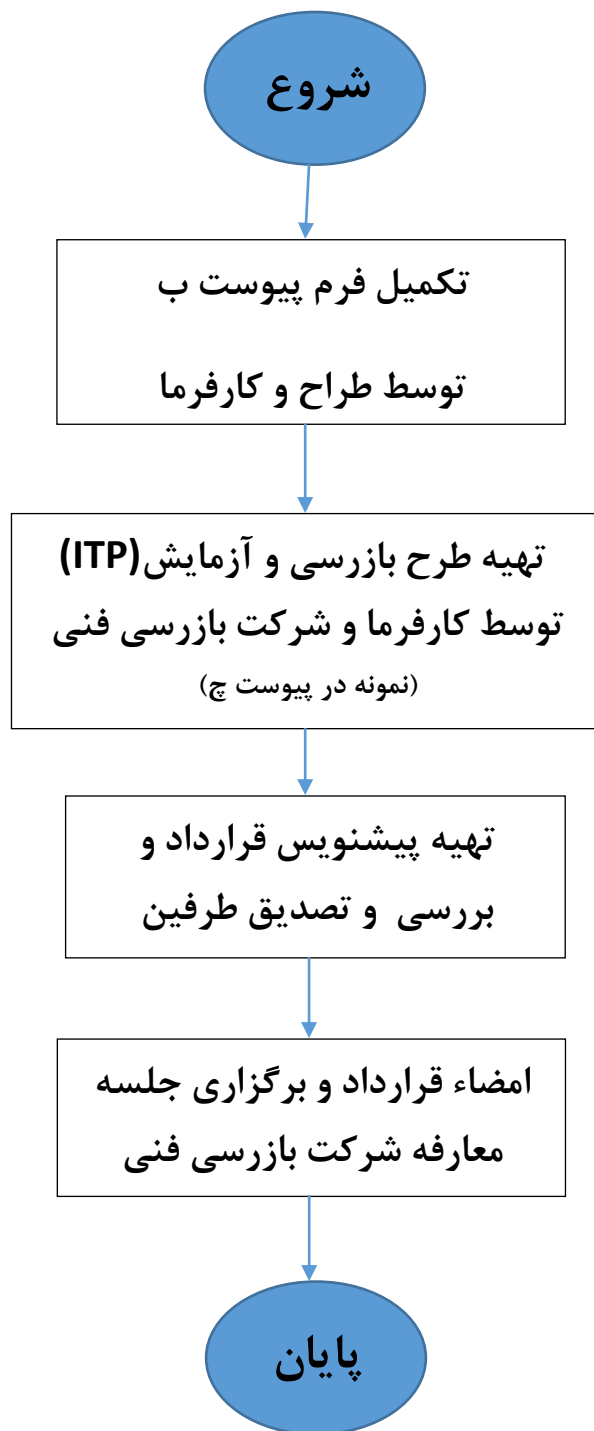 شروع
تکمیل فرم پیوست ب
توسط طراح و کارفرما
تهیه طرح بازرسی و آزمایش(ITP)
توسط کارفرما و شرکت بازرسی فنی
(نمونه در پیوست چ)
تهیه پیشنویس قرارداد و
بررسی و تصدیق طرفین
امضاء قرارداد و برگزاری جلسه
معارفه شرکت بازرسی فنی
پایان